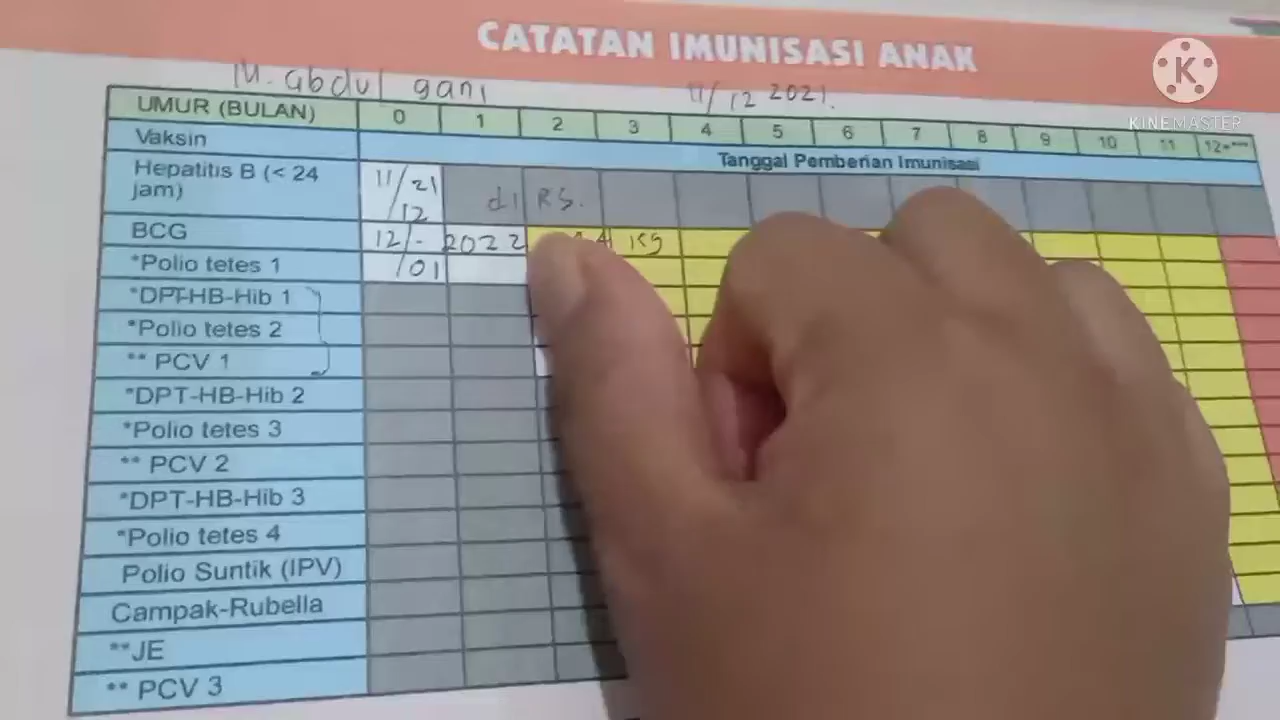 CATATAN IMUNISASI ANAK
K
KINEMASTER
M. abdul gani 11/12 2021.
UMUR (BULAN) 0 1 2 3 4 5 6 7 8 9 10 11 12+***
Vaksin Tanggal Pemberian Imunisasi
Hepatitis B (< 24 jam) 11/12 21 di RS.
BCG 12/01 - 2022 KG
*Polio tetes 1
*DPT-HB-Hib 1
*Polio tetes 2
** PCV 1
*DPT-HB-Hib 2
*Polio tetes 3
** PCV 2
*DPT-HB-Hib 3
*Polio tetes 4
Polio Suntik (IPV)
Campak-Rubella
**JE
** PCV 3